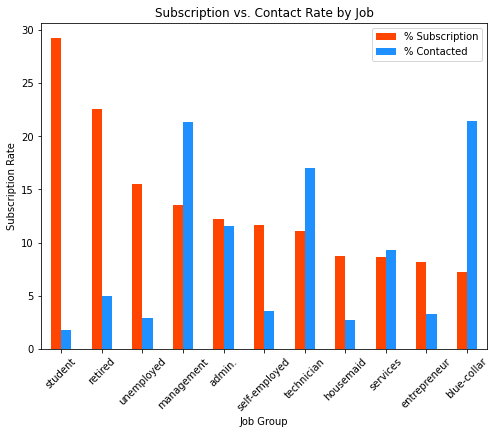 Subscription vs. Contact Rate by Job
% Subscription
% Contacted
Subscription Rate
30
25
20
15
10
5
0
student
retired
unemployed
management
admin.
self-employed
technician
housemaid
services
entrepreneur
blue-collar
Job Group